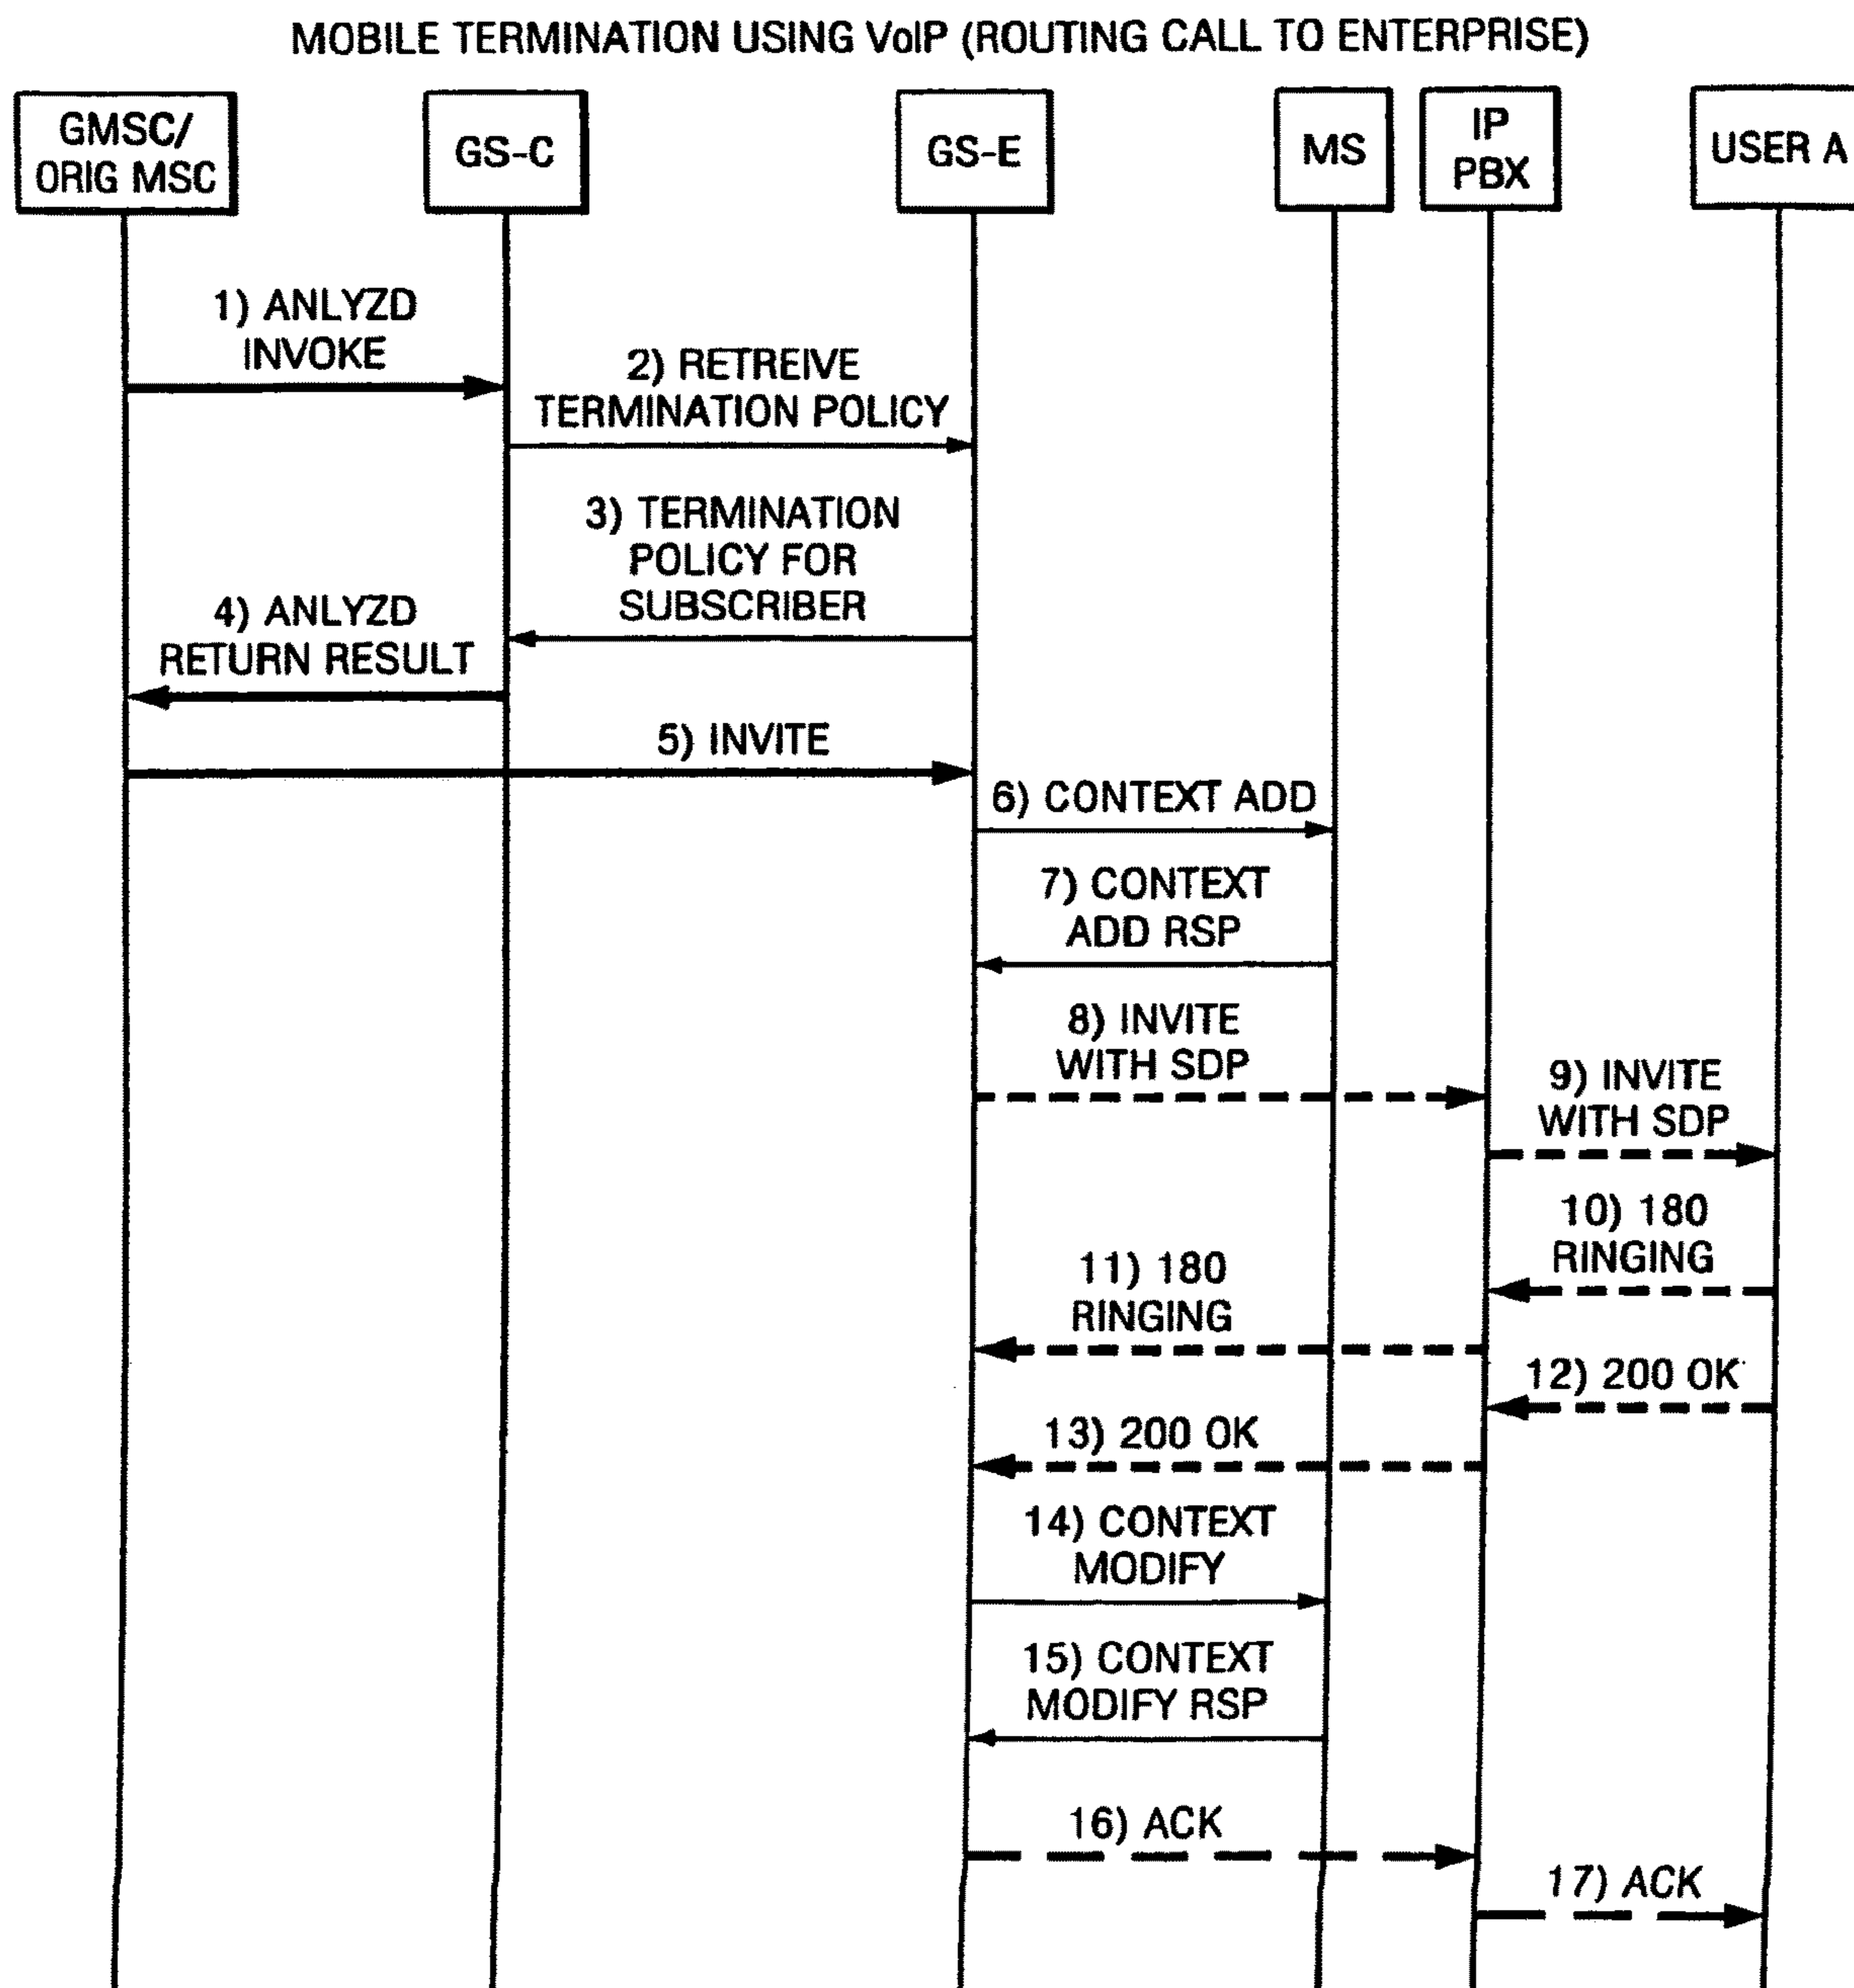 MOBILE TERMINATION USING VoIP (ROUTING CALL TO ENTERPRISE)
GMSC/
ORIG MSC
GS-C
GS-E
MS
IP
PBX
USER A
1) ANLYZD
INVOKE
2) RETREIVE
TERMINATION POLICY
3) TERMINATION
POLICY FOR
SUBSCRIBER
4) ANLYZD
RETURN RESULT
5) INVITE
6) CONTEXT ADD
7) CONTEXT
ADD RSP
8) INVITE
WITH SDP
9) INVITE
WITH SDP
10) 180
RINGING
11) 180
RINGING
12) 200 OK
13) 200 OK
14) CONTEXT
MODIFY
15) CONTEXT
MODIFY RSP
16) ACK
17) ACK